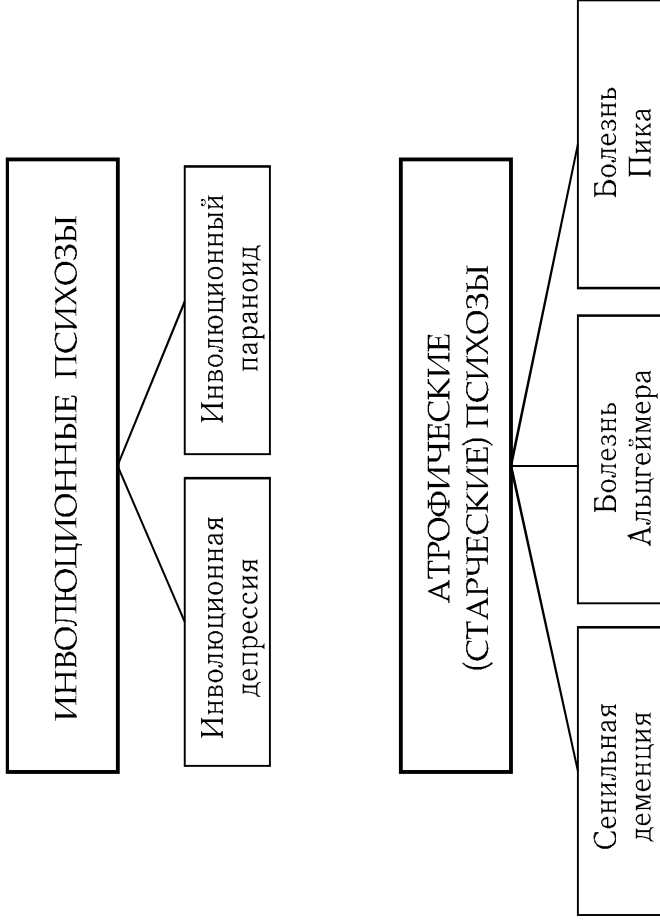 ИНВОЛЮЦИОННЫЕ ПСИХОЗЫ
Инволюционная
депрессия
Инволюционный
параноид
АТРОФИЧЕСКИЕ
(СТАРЧЕСКИЕ) ПСИХОЗЫ
Сенильная
деменция
Болезнь
Альцгеймера
Болезнь
Пика